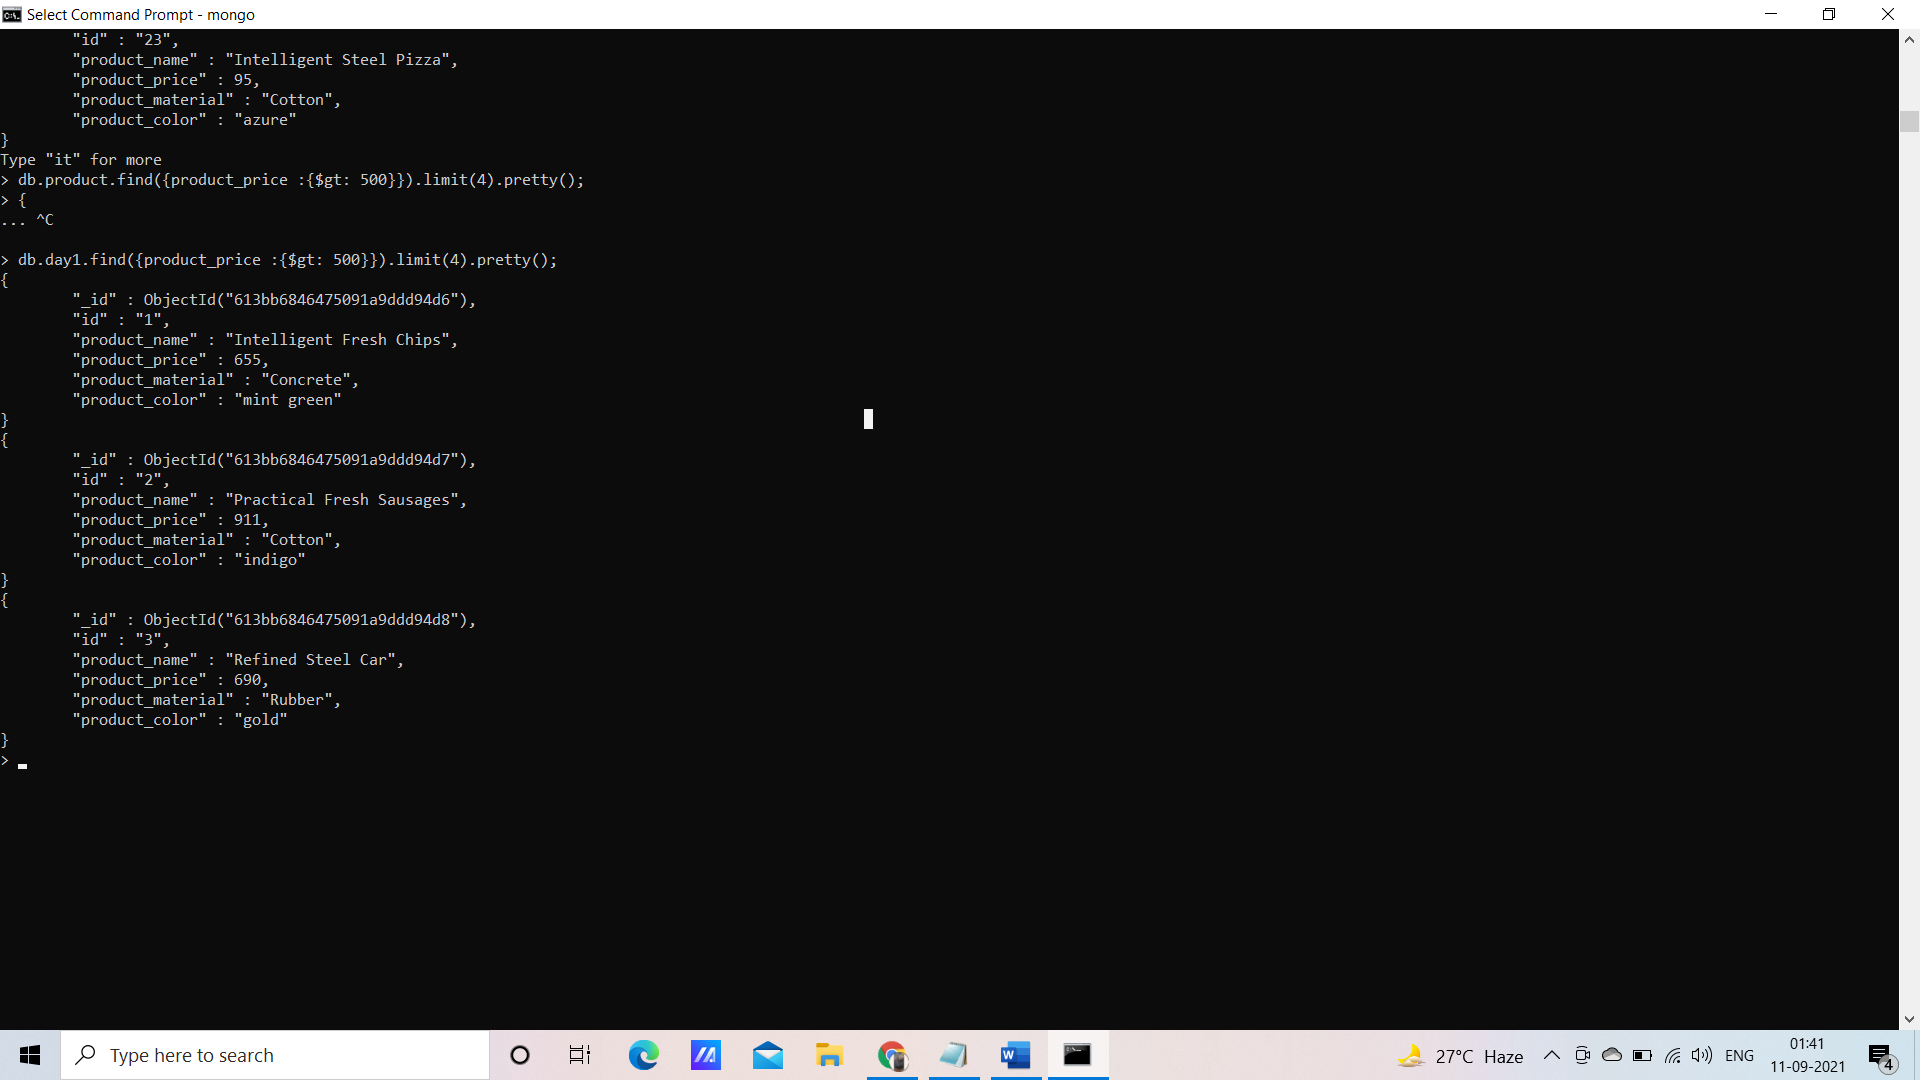 Select Command Prompt - mongo
"id" : "23",
"product_name" : "Intelligent Steel Pizza",
"product_price" : 95,
"product_material" : "Cotton",
"product_color" : "azure"
}
Type "it" for more
> db.product.find({product_price :{$gt: 500}}).limit(4).pretty();
> {
... ^C
> db.day1.find({product_price :{$gt: 500}}).limit(4).pretty();
{
"_id" : ObjectId("613bb6846475091a9ddd94d6"),
"id" : "1",
"product_name" : "Intelligent Fresh Chips",
"product_price" : 655,
"product_material" : "Concrete",
"product_color" : "mint green"
}
{
"_id" : ObjectId("613bb6846475091a9ddd94d7"),
"id" : "2",
"product_name" : "Practical Fresh Sausages",
"product_price" : 911,
"product_material" : "Cotton",
"product_color" : "indigo"
}
{
"_id" : ObjectId("613bb6846475091a9ddd94d8"),
"id" : "3",
"product_name" : "Refined Steel Car",
"product_price" : 690,
"product_material" : "Rubber",
"product_color" : "gold"
}
>
Type here to search
27°C Haze
ENG
01:41
11-09-2021
4